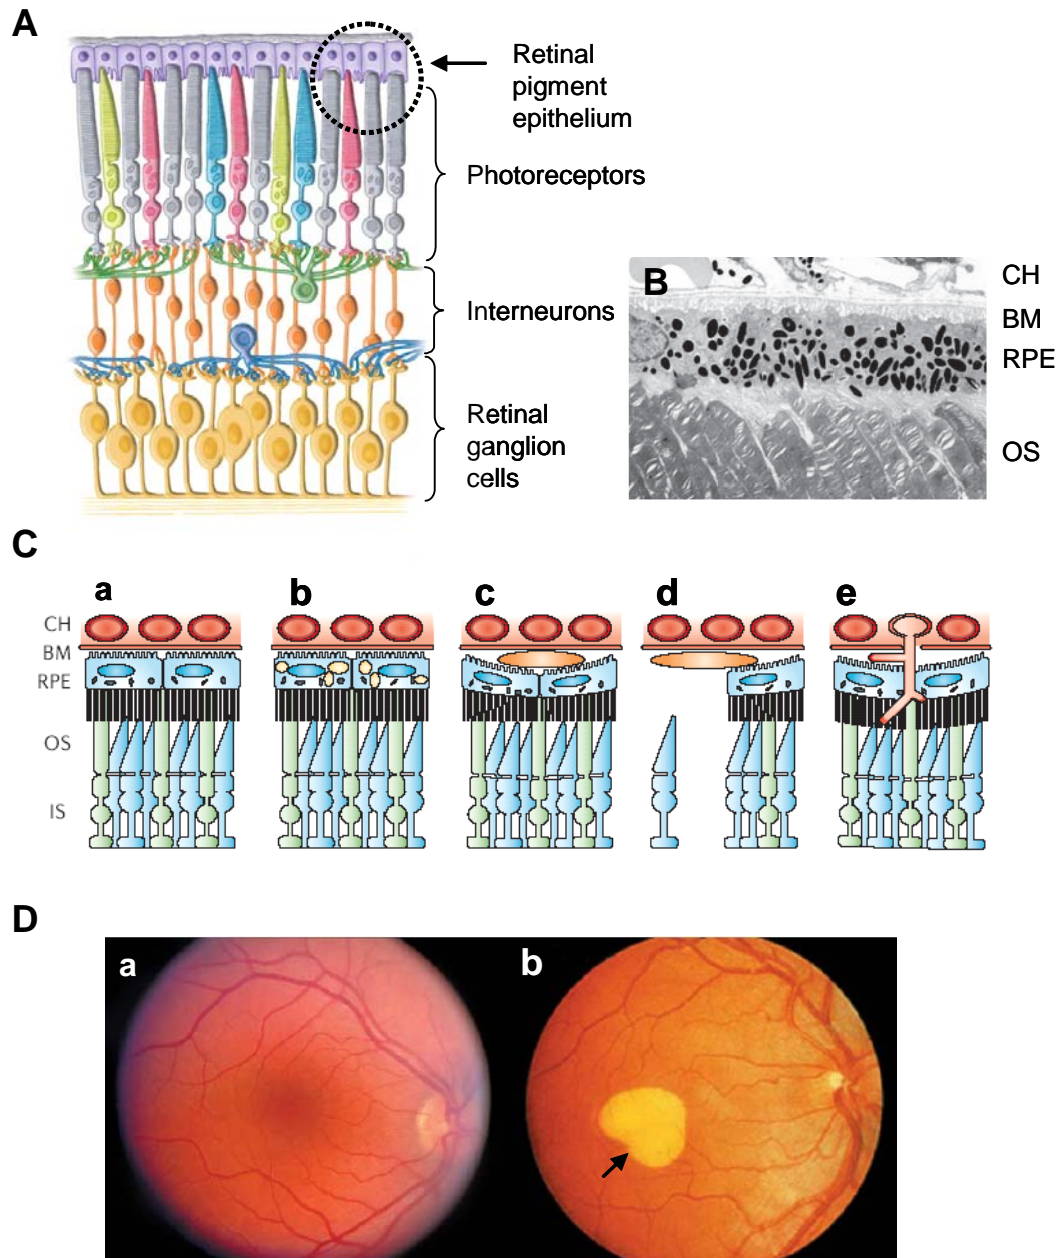 A
Retinal
pigment
epithelium
Photoreceptors
Interneurons
Retinal
ganglion
cells
B
CH
BM
RPE
OS
C
a
b
c
d
e
CH
BM
RPE
OS
IS
D
a
b